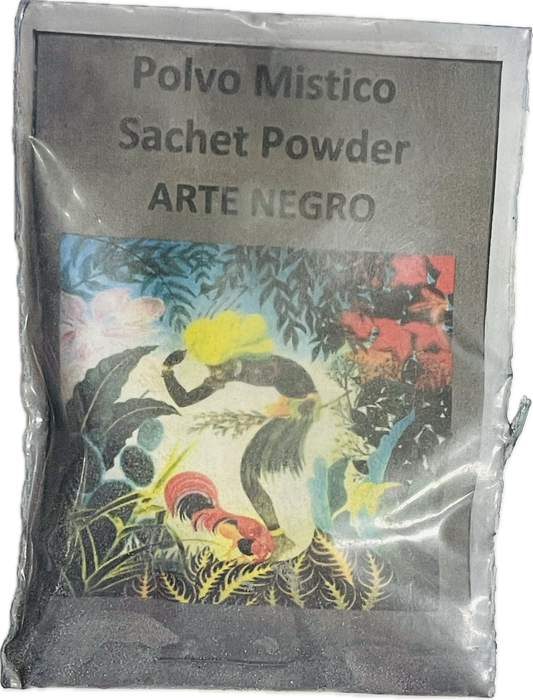 Polvo Mistico
Sachet Powder
ARTE NEGRO